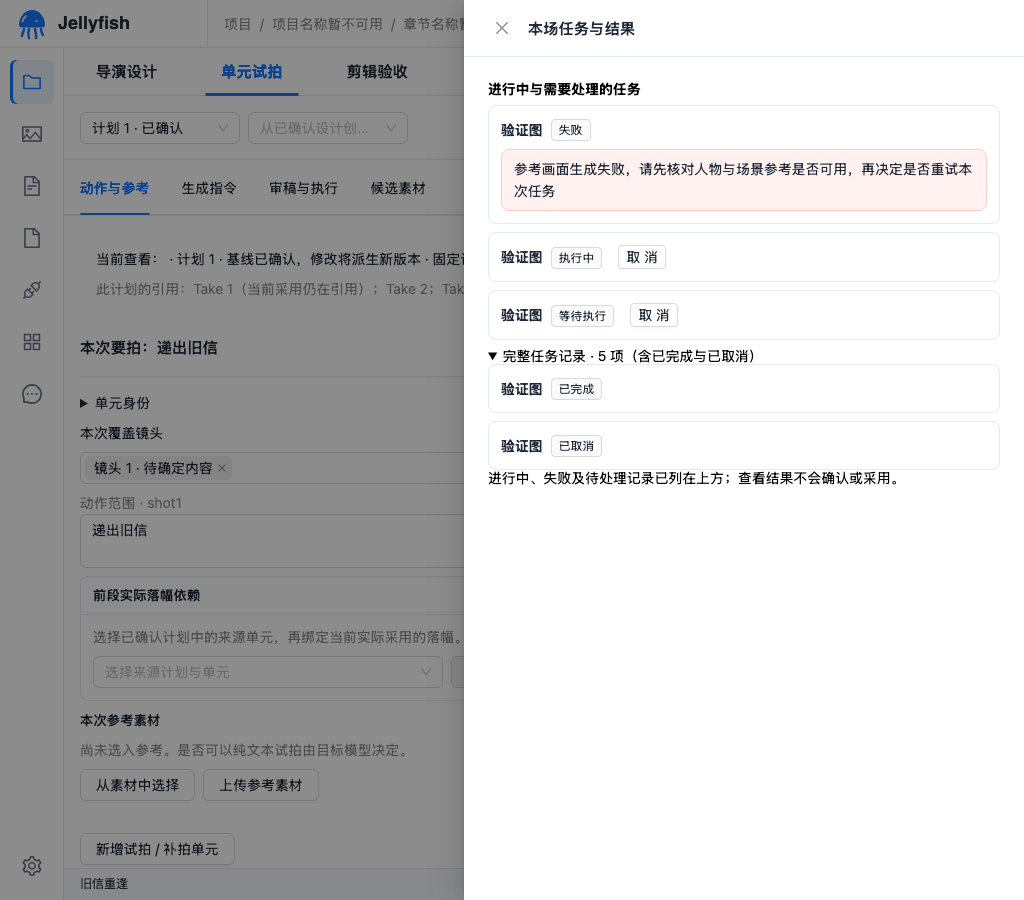 Jellyfish
项目 / 项目名称暂不可用 / 章节名称
导演设计
单元试拍
剪辑验收
计划 1 · 已确认
从已确认设计创...
动作与参考
生成指令
审稿与执行
候选素材
当前查看： · 计划 1 · 基线已确认，修改将派生新版本 · 固定
此计划的引用：Take 1（当前采用仍在引用）；Take 2；Tak
本次要拍：递出旧信
单元身份
本次覆盖镜头
镜头 1 · 待确定内容
动作范围 · shot1
递出旧信
前段实际落幅依赖
选择已确认计划中的来源单元，再绑定当前实际采用的落幅。
选择来源计划与单元
本次参考素材
尚未选入参考。是否可以纯文本试拍由目标模型决定。
从素材中选择
上传参考素材
新增试拍 / 补拍单元
旧信重逢
本场任务与结果
进行中与需要处理的任务
验证图 失败
参考画面生成失败，请先核对人物与场景参考是否可用，再决定是否重试本
次任务
验证图 执行中 取 消
验证图 等待执行 取 消
完整任务记录 · 5 项（含已完成与已取消）
验证图 已完成
验证图 已取消
进行中、失败及待处理记录已列在上方；查看结果不会确认或采用。